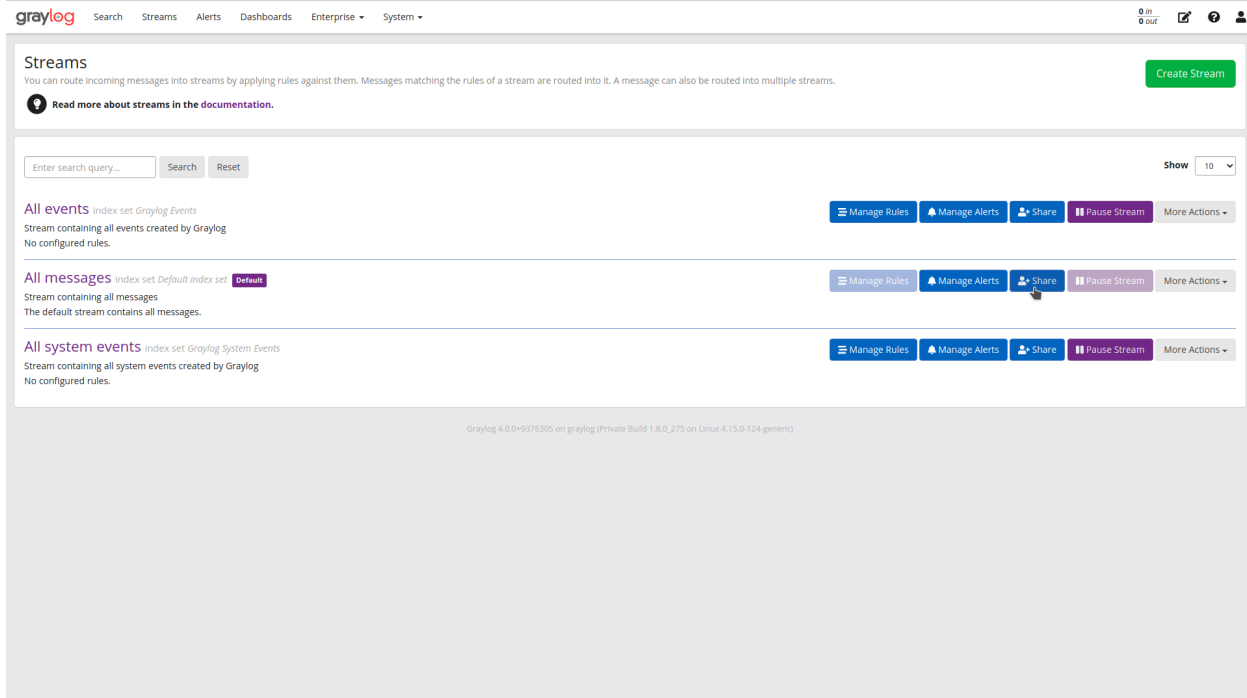 graylog Search Streams Alerts Dashboards Enterprise System 0 in
0 out
Streams
You can route incoming messages into streams by applying rules against them. Messages matching the rules of a stream are routed into it. A message can also be routed into multiple streams.
Create Stream
Read more about streams in the documentation.
Enter search query... Search Reset Show 10
All events index set Graylog Events Manage Rules Manage Alerts Share Pause Stream More Actions
Stream containing all events created by Graylog
No configured rules.
All messages index set Default index set Default Manage Rules Manage Alerts Share Pause Stream More Actions
Stream containing all messages
The default stream contains all messages.
All system events index set Graylog System Events Manage Rules Manage Alerts Share Pause Stream More Actions
Stream containing all system events created by Graylog
No configured rules.
Graylog 4.0.0+9376305 on graylog (Private Build 1.8.0_275 on Linux 4.15.0-124-generic)